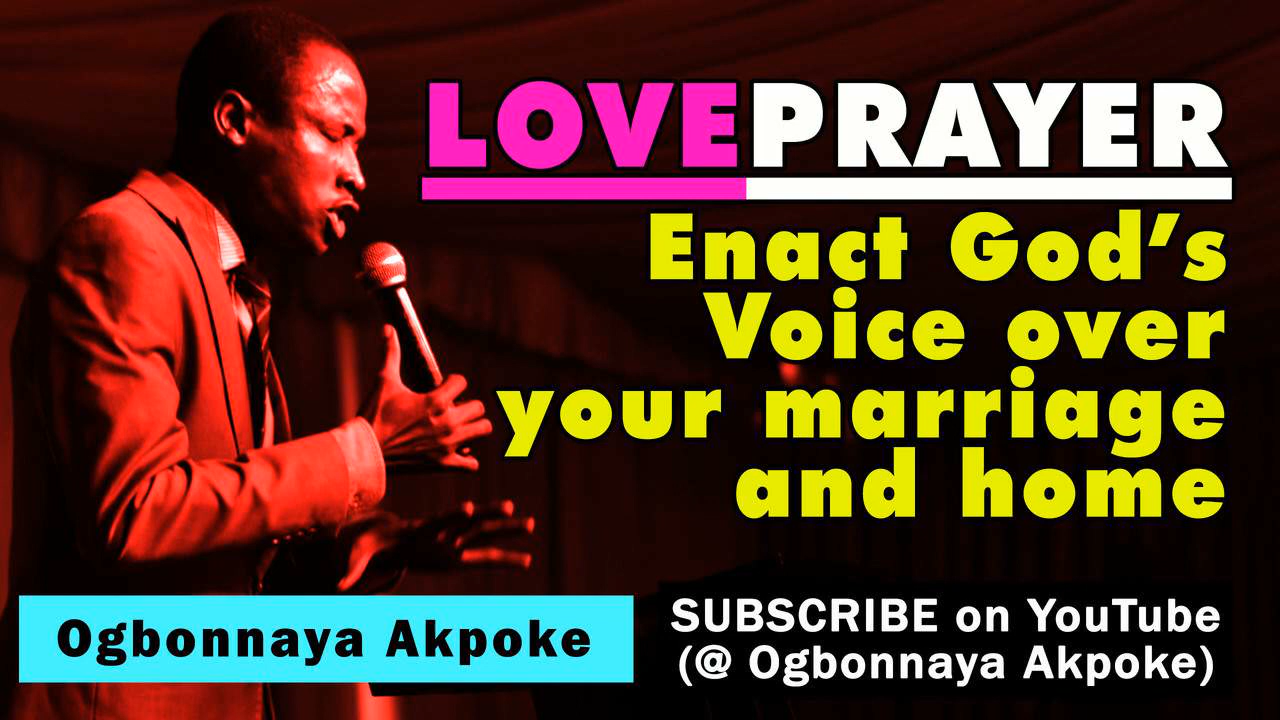 LOVEPRAYER
Enact God's
Voice over
your marriage
and home
Ogbonnaya Akpoke
SUBSCRIBE on YouTube
(@ Ogbonnaya Akpoke)